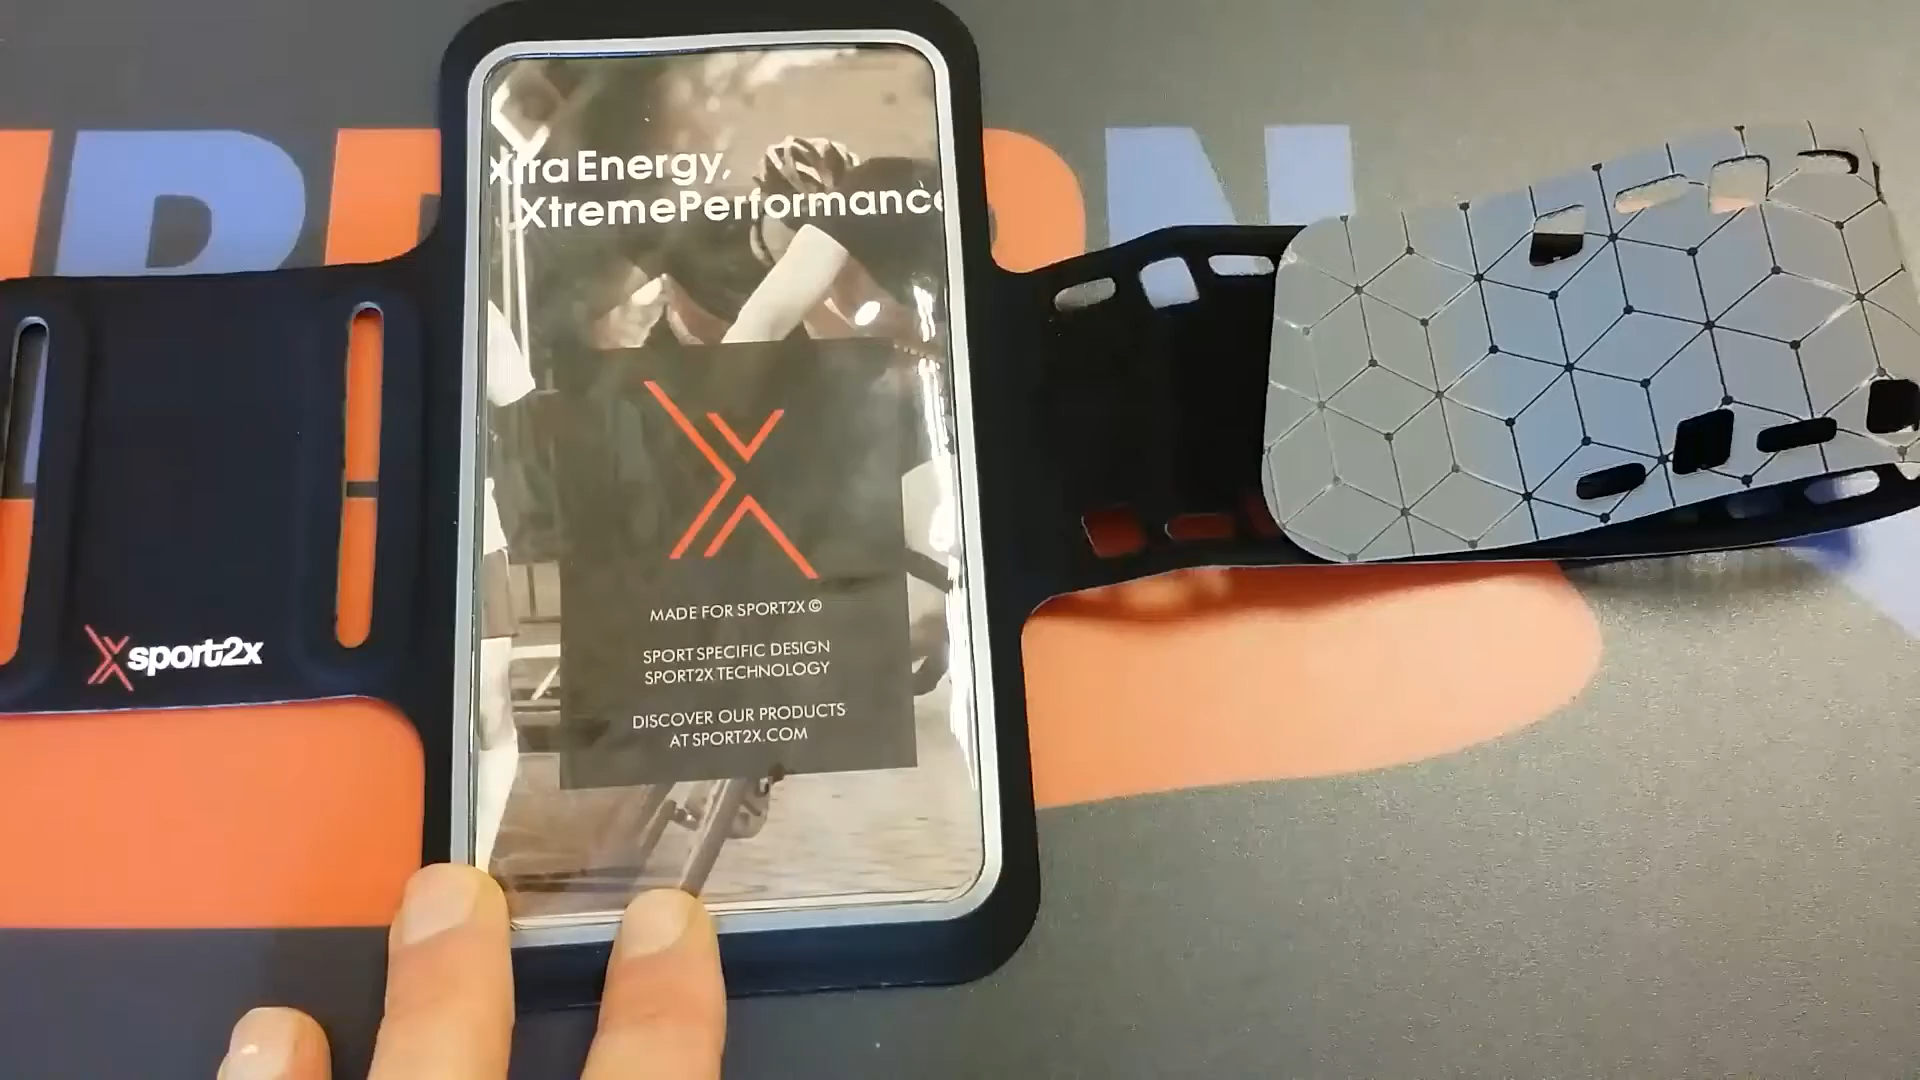 Xtra Energy,
XtremePerformance
MADE FOR SPORT2X ©
SPORT SPECIFIC DESIGN
SPORT2X TECHNOLOGY
DISCOVER OUR PRODUCTS
AT SPORT2X.COM
sport2x